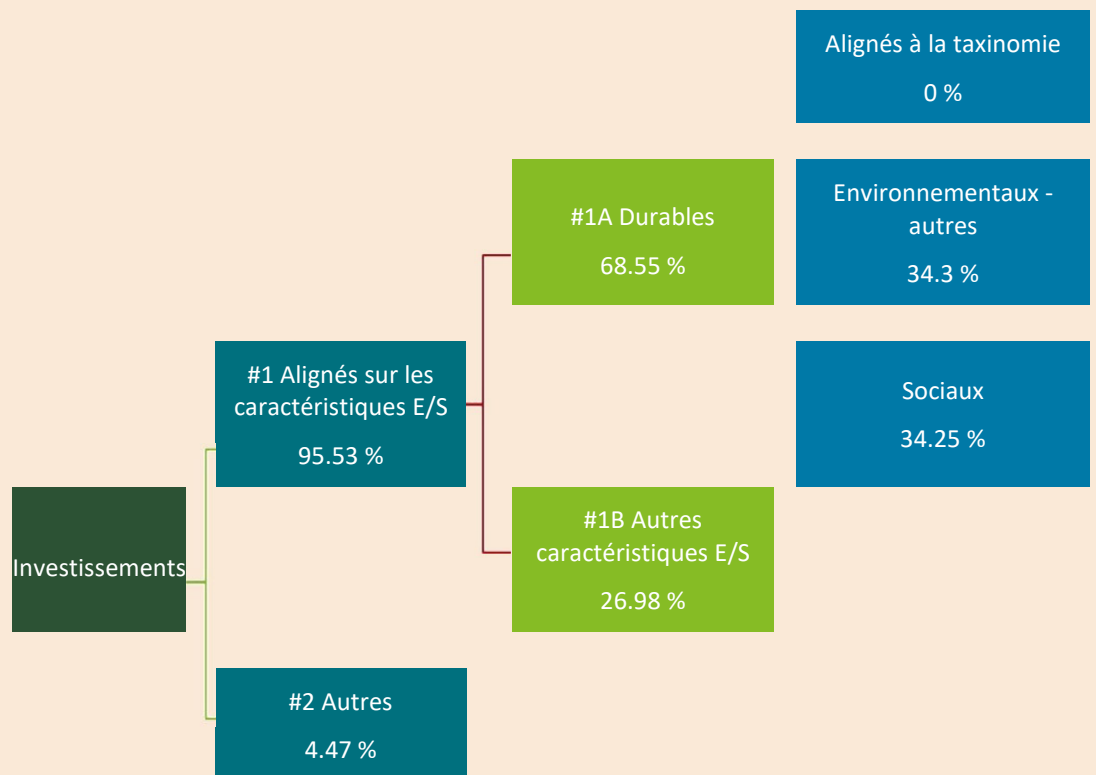 Investissements
#1 Alignés sur les
caractéristiques E/S
95.53 %
#2 Autres
4.47 %
#1A Durables
68.55 %
#1B Autres
caractéristiques E/S
26.98 %
Alignés à la taxinomie
0 %
Environnementaux -
autres
34.3 %
Sociaux
34.25 %